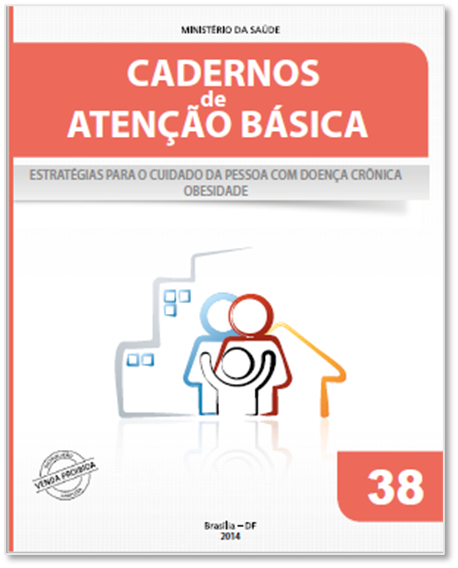 MINISTÉRIO DA SAÚDE
CADERNOS
de
ATENÇÃO BÁSICA
ESTRATÉGIAS PARA O CUIDADO DA PESSOA COM DOENÇA CRÔNICA
OBESIDADE
VENDA PROIBIDA
38
Brasília – DF
2014